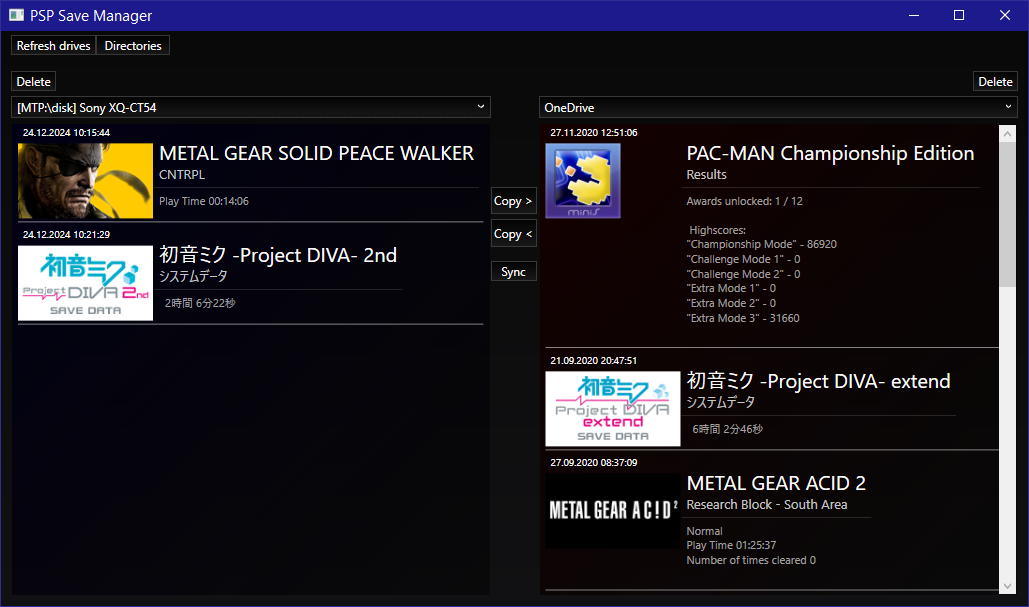 PSP Save Manager
Refresh drives Directories
Delete
[MTP:\disk] Sony XQ-CT54
24.12.2024 10:15:44
METAL GEAR SOLID PEACE WALKER
CNTRPL
Play Time 00:14:06
24.12.2024 10:21:29
初音ミク
Project DIVA 2nd
SAVE DATA
初音ミク -Project DIVA- 2nd
システムデータ
2時間 6分22秒
Copy >
Copy <
Sync
Delete
OneDrive
27.11.2020 12:51:06
minis
PAC-MAN Championship Edition
Results
Awards unlocked: 1 / 12
Highscores:
"Championship Mode" - 86920
"Challenge Mode 1" - 0
"Challenge Mode 2" - 0
"Extra Mode 1" - 0
"Extra Mode 2" - 0
"Extra Mode 3" - 31660
21.09.2020 20:47:51
初音ミク
Project DIVA
extend
SAVE DATA
初音ミク -Project DIVA- extend
システムデータ
6時間 2分46秒
27.09.2020 08:37:09
METAL GEAR AC!D²
METAL GEAR ACID 2
Research Block - South Area
Normal
Play Time 01:25:37
Number of times cleared 0